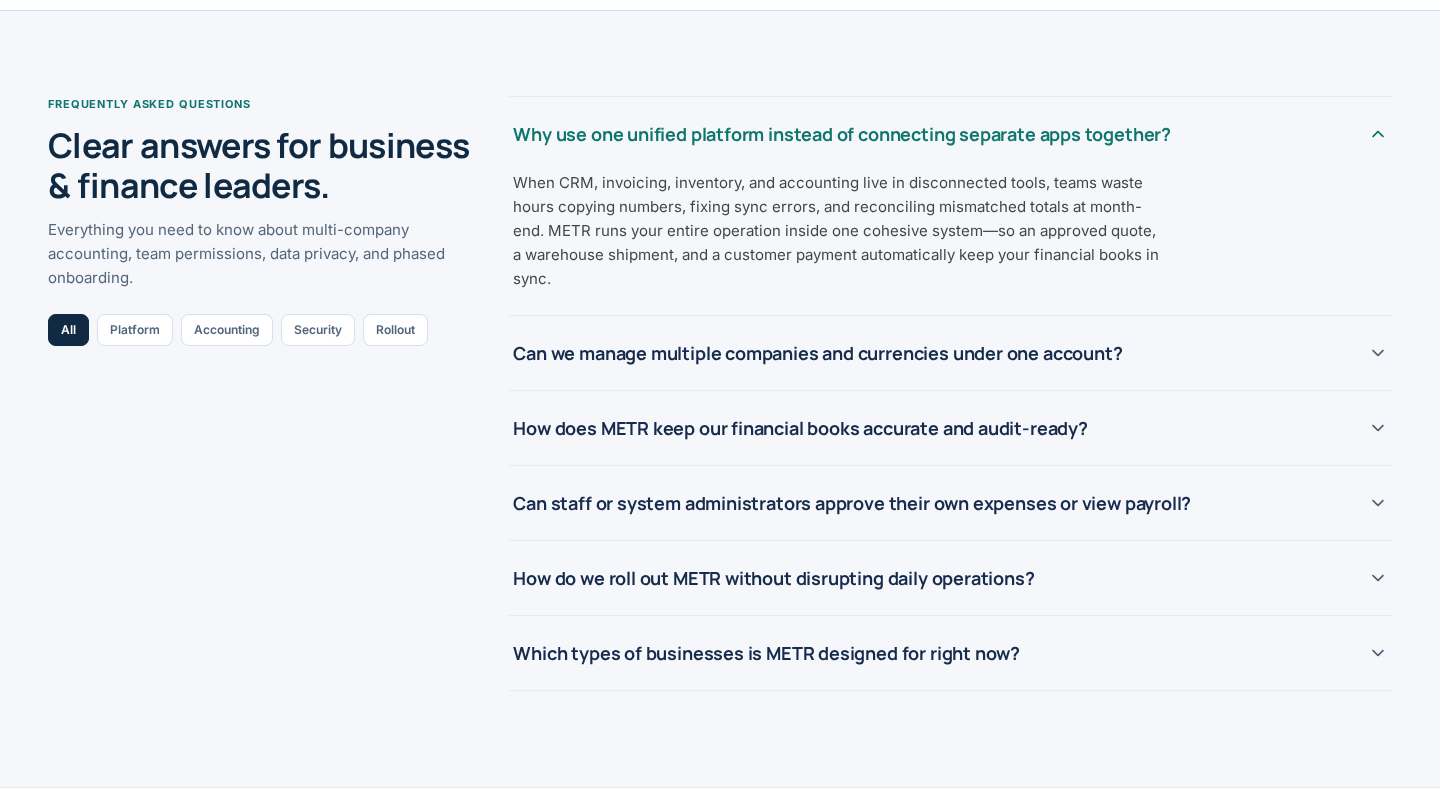 FREQUENTLY ASKED QUESTIONS
Clear answers for business
& finance leaders.
Everything you need to know about multi-company
accounting, team permissions, data privacy, and phased
onboarding.
All
Platform
Accounting
Security
Rollout
Why use one unified platform instead of connecting separate apps together?
When CRM, invoicing, inventory, and accounting live in disconnected tools, teams waste
hours copying numbers, fixing sync errors, and reconciling mismatched totals at month-
end. METR runs your entire operation inside one cohesive system—so an approved quote,
a warehouse shipment, and a customer payment automatically keep your financial books in
sync.
Can we manage multiple companies and currencies under one account?
How does METR keep our financial books accurate and audit-ready?
Can staff or system administrators approve their own expenses or view payroll?
How do we roll out METR without disrupting daily operations?
Which types of businesses is METR designed for right now?